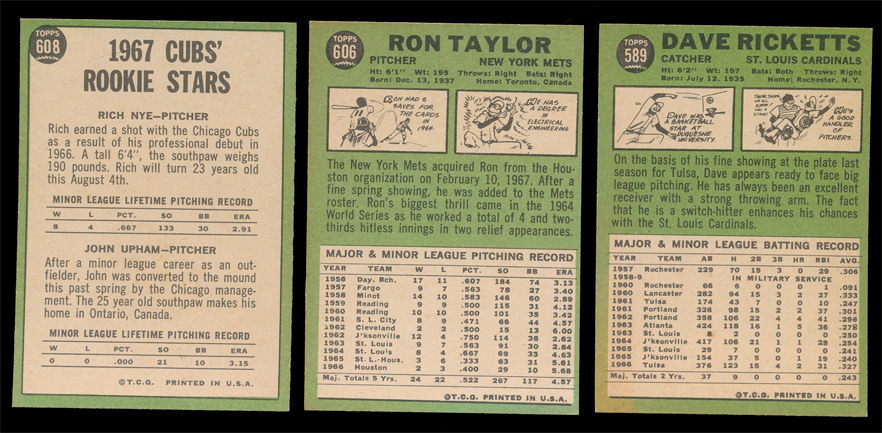 TOPPS
608
1967 CUBS'
ROOKIE STARS
RICH NYE—PITCHER
Rich earned a shot with the Chicago Cubs
as a result of his professional debut in
1966. A tall 6'4", the southpaw weighs
190 pounds. Rich will turn 23 years old
this August 4th.
MINOR LEAGUE LIFETIME PITCHING RECORD
W L PCT. SO BB ERA
8 4 .667 133 30 2.91
JOHN UPHAM—PITCHER
After a minor league career as an out-
fielder, John was converted to the mound
this past spring by the Chicago manage-
ment. The 25 year old southpaw makes his
home in Ontario, Canada.
MINOR LEAGUE LIFETIME PITCHING RECORD
W L PCT. SO BB ERA
0 0 .000 21 10 3.15
©T.C.G. PRINTED IN U.S.A.
TOPPS
606
RON TAYLOR
PITCHER NEW YORK METS
Ht: 6'1" Wt: 195 Throws: Right Bats: Right
Born: Dec. 13, 1937 Home: Toronto, Canada
RON HAD 6
SAVES FOR
THE CARDS
IN
1964.
HE HAS
A DEGREE
IN
ELECTRICAL
ENGINEERING
The New York Mets acquired Ron from the Hou-
ston organization on February 10, 1967. After a
fine spring showing, he was added to the Mets
roster. Ron's biggest thrill came in the 1964
World Series as he worked a total of 4 and two-
thirds hitless innings in two relief appearances.
MAJOR & MINOR LEAGUE PITCHING RECORD
YEAR TEAM W L PCT. SO BB ERA
1956 Day. Bch. 17 11 .607 184 74 3.13
1957 Fargo 9 7 .563 78 27 3.40
1958 Minot 14 10 .583 146 60 2.89
1959 Reading 9 9 .500 115 31 4.12
1960 Reading 10 10 .500 101 35 3.42
1961 S. L. City 8 9 .471 66 44 4.57
1962 Cleveland 2 2 .500 15 13 6.00
1962 J'ksonville 12 4 .750 114 38 2.62
1963 St. Louis 9 7 .563 91 30 2.84
1964 St. Louis 8 4 .667 69 33 4.63
1965 St. L.-Hous. 3 6 .333 63 31 5.61
1966 Houston 2 3 .400 29 10 5.68
Maj. Totals 5 Yrs. 24 22 .522 267 117 4.57
©T.C.G. PRINTED IN U.S.A.
TOPPS
589
DAVE RICKETTS
CATCHER ST. LOUIS CARDINALS
Ht: 6'2" Wt: 197 Bats: Both Throws: Right
Born: July 12, 1935 Home: Rochester, N.Y.
DAVE WAS
A BASKETBALL
STAR AT
DUQUESNE
UNIVERSITY.
HE'S
A GOOD
HANDLER
OF
PITCHERS.
On the basis of his fine showing at the plate last
season for Tulsa, Dave appears ready to face big
league pitching. He has always been an excellent
receiver with a strong throwing arm. The fact
that he is a switch-hitter enhances his chances
with the St. Louis Cardinals.
MAJOR & MINOR LEAGUE BATTING RECORD
YEAR TEAM AB H 2B 3B HR RBI AVG.
1957 Rochester 229 70 15 3 0 29 .306
1958-9 IN MILITARY SERVICE
1960 Rochester 66 6 0 0 0 1 .091
1960 Lancaster 282 94 15 3 2 27 .333
1961 Tulsa 174 43 7 0 0 10 .247
1961 Portland 326 98 15 2 2 37 .301
1962 Portland 358 106 22 4 4 41 .298
1963 Atlanta 424 118 16 1 5 36 .278
1963 St. Louis 8 2 0 0 0 0 .250
1964 J'ksonville 417 106 21 1 1 28 .254
1965 St. Louis 29 7 0 0 0 0 .241
1965 J'ksonville 154 37 5 0 1 19 .240
1966 Tulsa 376 123 15 4 2 31 .327
Maj. Totals 2 Yrs. 37 9 0 0 0 0 .243
©T.C.G. PRINTED IN U.S.A.